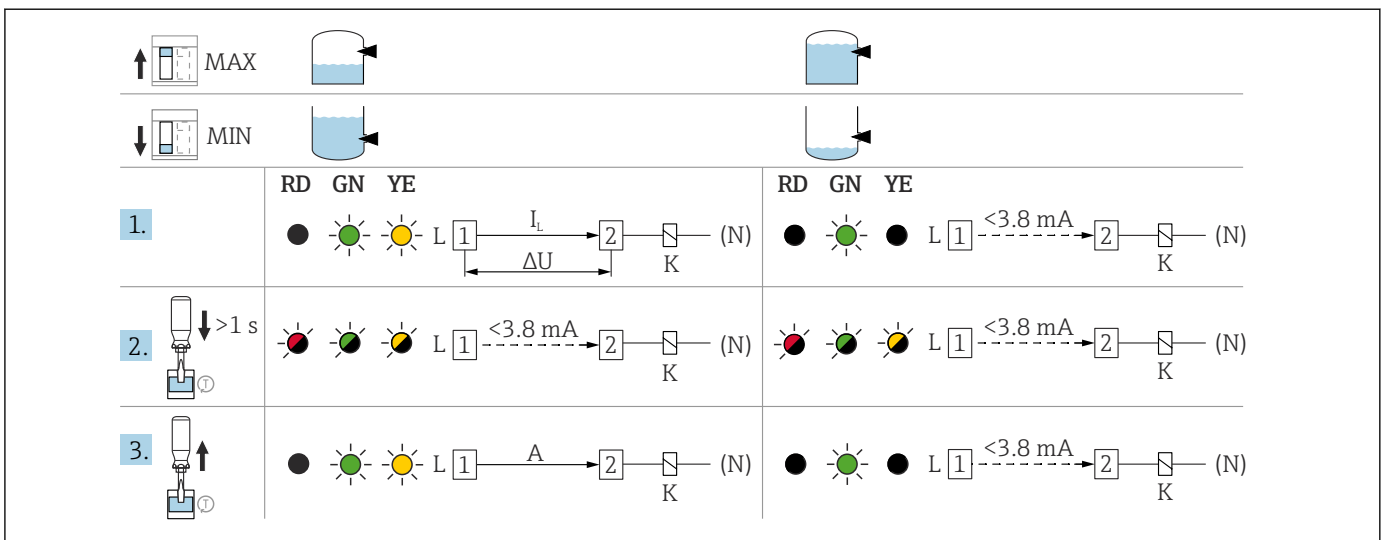 MAX
MIN
RD GN YE RD GN YE
1. L 1 I_L 2 (N) L 1 <3.8 mA 2 (N)
ΔU K K
2. >1 s L 1 <3.8 mA 2 (N) L 1 <3.8 mA 2 (N)
T K K
3. L 1 A 2 (N) L 1 <3.8 mA 2 (N)
T K K